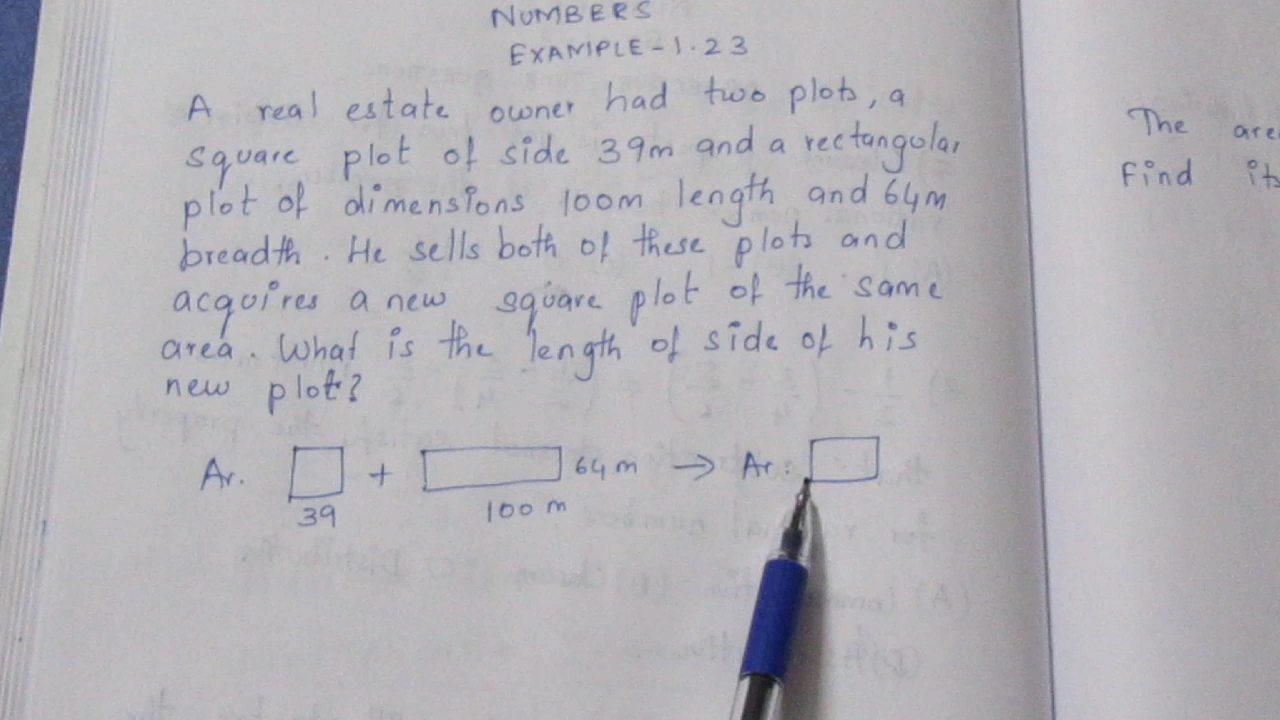 NUMBERS
EXAMPLE-1.23
A real estate owner had two plots, a
square plot of side 39m and a rectangular
plot of dimensions 100m length and 64m
breadth. He sells both of these plots and
acquires a new square plot of the same
area. What is the length of side of his
new plot?
Ar. + 64 m → Ar:
39 100 m
The are
Find its